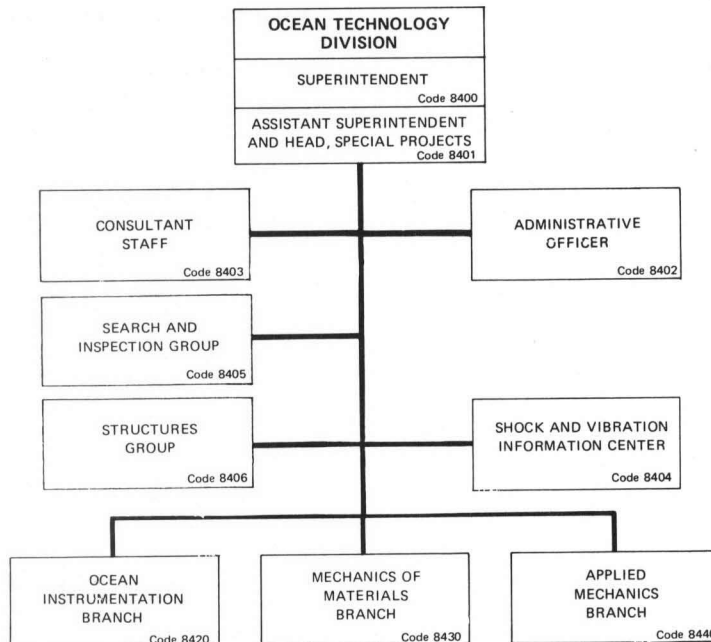 OCEAN TECHNOLOGY
DIVISION
SUPERINTENDENT
Code 8400
ASSISTANT SUPERINTENDENT
AND HEAD, SPECIAL PROJECTS
Code 8401
CONSULTANT
STAFF
Code 8403
ADMINISTRATIVE
OFFICER
Code 8402
SEARCH AND
INSPECTION GROUP
Code 8405
STRUCTURES
GROUP
Code 8406
SHOCK AND VIBRATION
INFORMATION CENTER
Code 8404
OCEAN
INSTRUMENTATION
BRANCH
Code 8420
MECHANICS OF
MATERIALS
BRANCH
Code 8430
APPLIED
MECHANICS
BRANCH
Code 8440